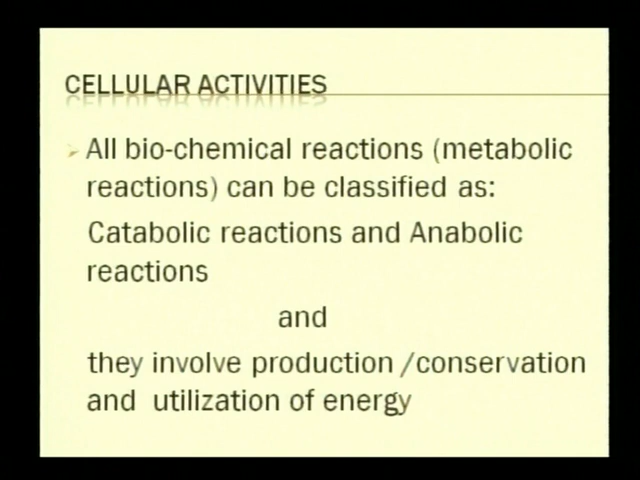 CELLULAR ACTIVITIES
All bio-chemical reactions (metabolic
reactions) can be classified as:
Catabolic reactions and Anabolic
reactions
and
they involve production /conservation
and utilization of energy